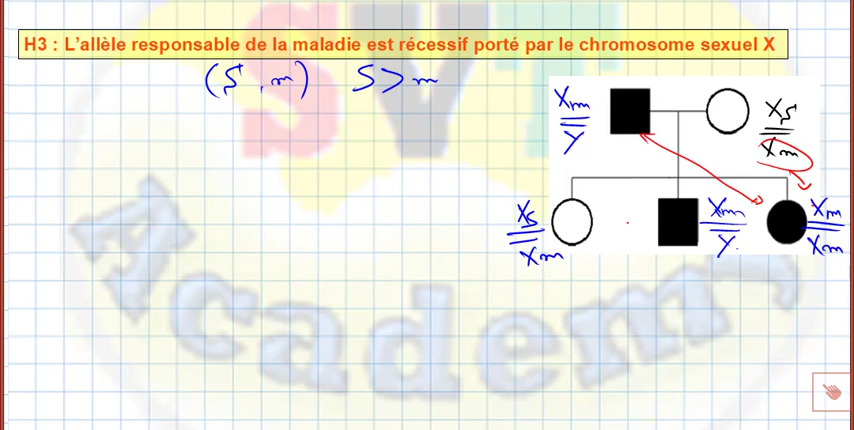 H3 : L’allèle responsable de la maladie est récessif porté par le chromosome sexuel X
(S, m) S > m
Xm
Y
XS
Xm
XS
Xm
Xm
Y
Xm
Xm
SVT
Academy